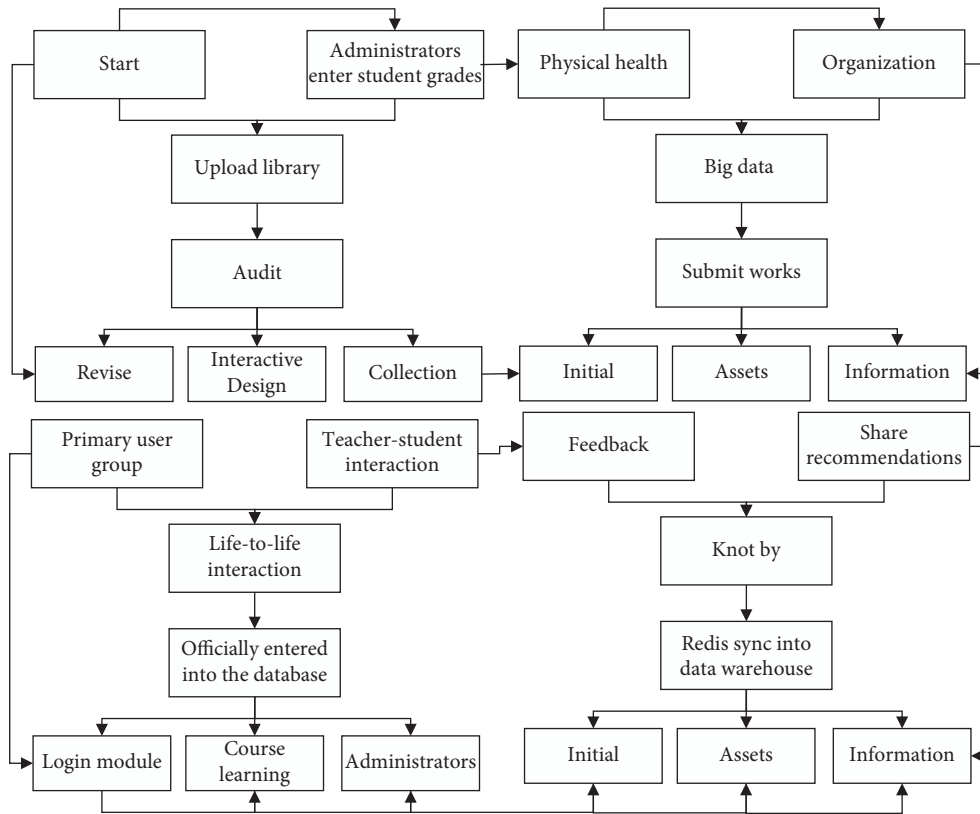 Start
Administrators
enter student grades
Physical health
Organization
Upload library
Big data
Audit
Submit works
Revise
Interactive
Design
Collection
Initial
Assets
Information
Primary user
group
Teacher-student
interaction
Feedback
Share
recommendations
Life-to-life
interaction
Knot by
Officially entered
into the database
Redis sync into
data warehouse
Login module
Course
learning
Administrators
Initial
Assets
Information